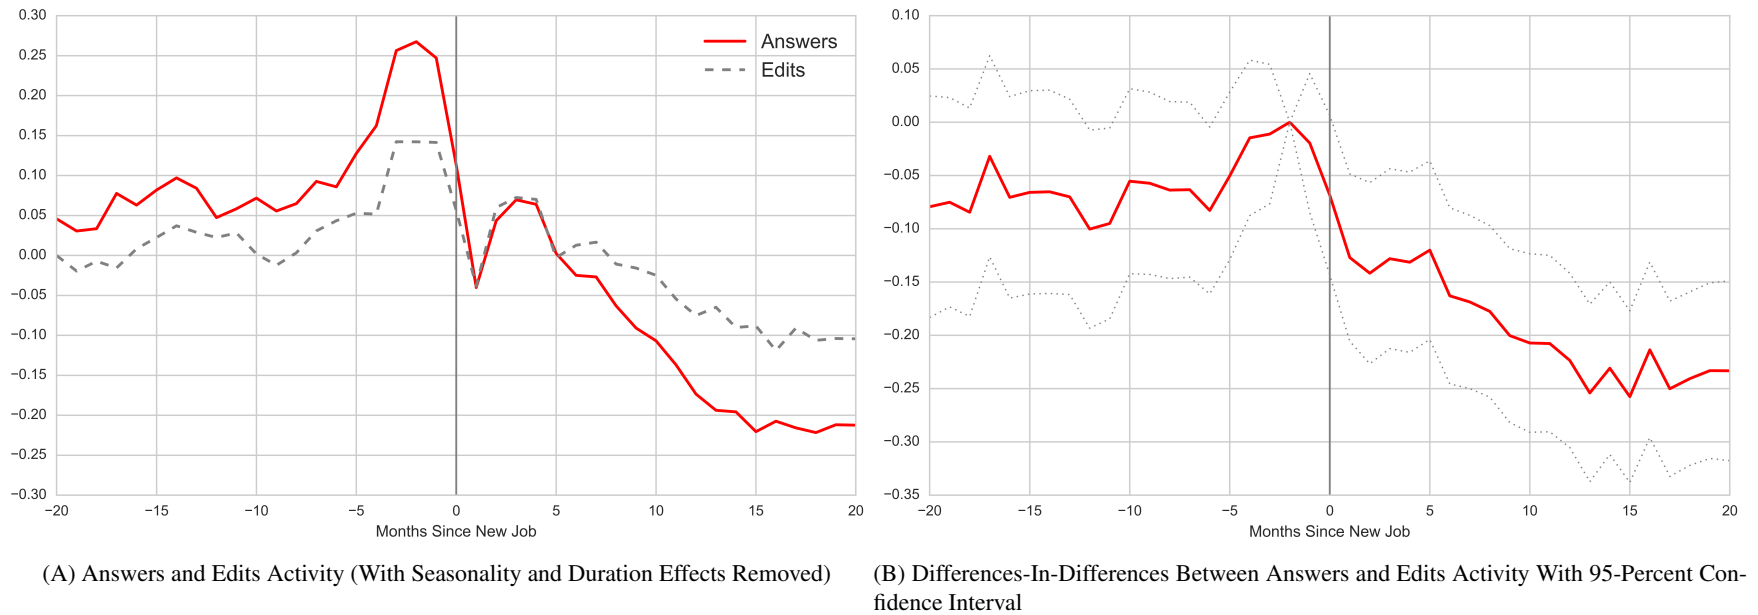 0.30
0.25
0.20
0.15
0.10
0.05
0.00
−0.05
−0.10
−0.15
−0.20
−0.25
−0.30
Answers
Edits
−20 −15 −10 −5 0 5 10 15 20
Months Since New Job
(A) Answers and Edits Activity (With Seasonality and Duration Effects Removed)
0.10
0.05
0.00
−0.05
−0.10
−0.15
−0.20
−0.25
−0.30
−0.35
−20 −15 −10 −5 0 5 10 15 20
Months Since New Job
(B) Differences-In-Differences Between Answers and Edits Activity With 95-Percent Con-
fidence Interval